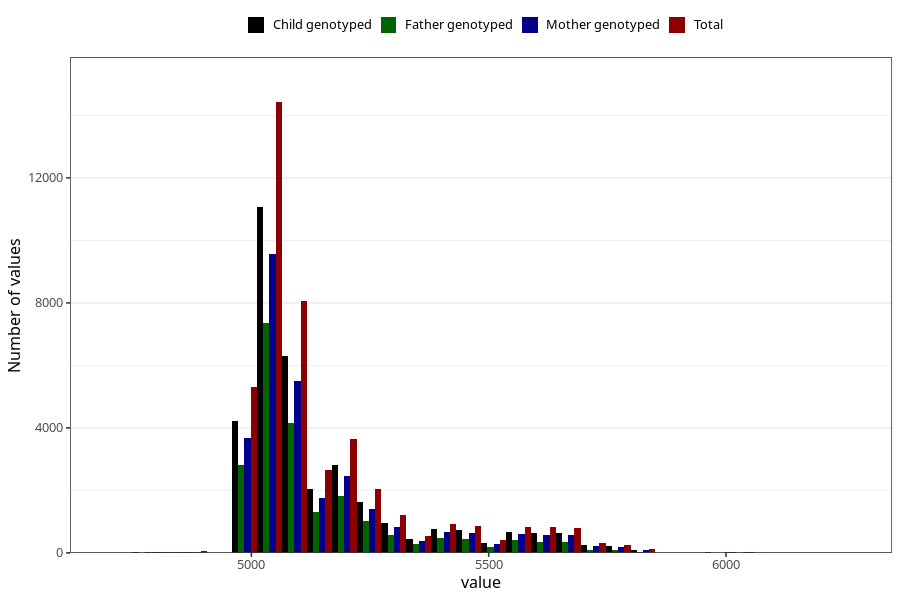 Child genotyped Father genotyped Mother genotyped Total
Number of values
12000
8000
4000
0
5000 5500 6000
value